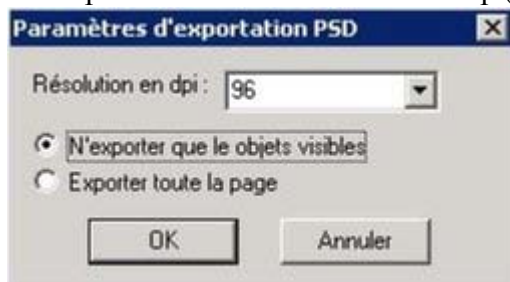 Paramètres d'exportation PSD
Résolution en dpi : 96
N'exporter que le objets visibles
Exporter toute la page
OK Annuler